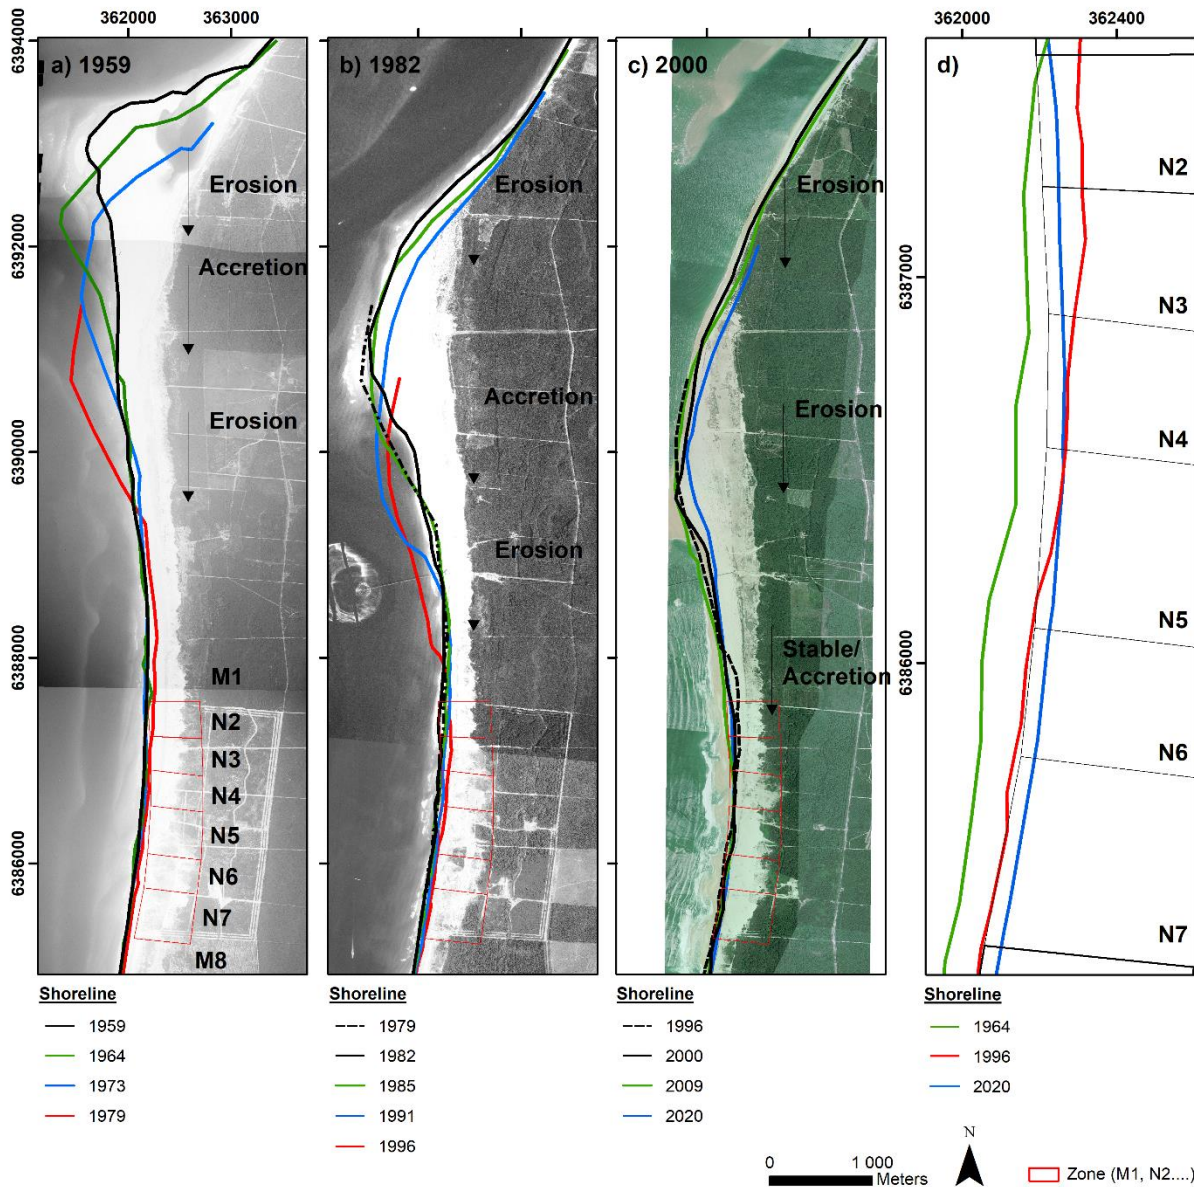 362000 363000 362000 362400
6394000
6392000
6390000
6388000
6386000
a) 1959
Erosion
Accretion
Erosion
M1
N2
N3
N4
N5
N6
N7
M8
b) 1982
Erosion
Accretion
Erosion
c) 2000
Erosion
Erosion
Stable/
Accretion
d)
6387000
6386000
N2
N3
N4
N5
N6
N7
Shoreline
1959
1964
1973
1979
Shoreline
1979
1982
1985
1991
1996
Shoreline
1996
2000
2009
2020
Shoreline
1964
1996
2020
0 1 000
Meters
N
Zone (M1, N2....)